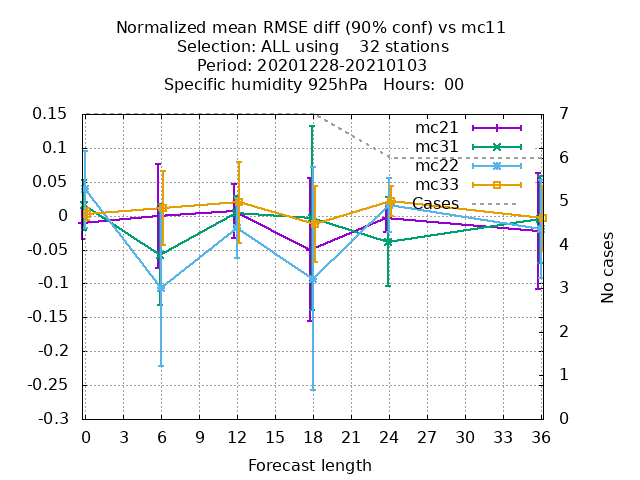 Normalized mean RMSE diff (90% conf) vs mc11
Selection: ALL using    32 stations
Period: 20201228-20210103
Specific humidity 925hPa   Hours:  00
0.15
0.1
0.05
0
-0.05
-0.1
-0.15
-0.2
-0.25
-0.3
7
6
5
4
3
2
1
0
No cases
mc21
mc31
mc22
mc33
Cases
0 3 6 9 12 15 18 21 24 27 30 33 36
Forecast length